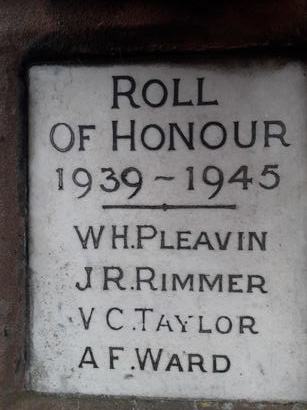 ROLL
OF HONOUR
1939 ~ 1945
W H. PLEAVIN
J R. RIMMER
V C. TAYLOR
A F. WARD